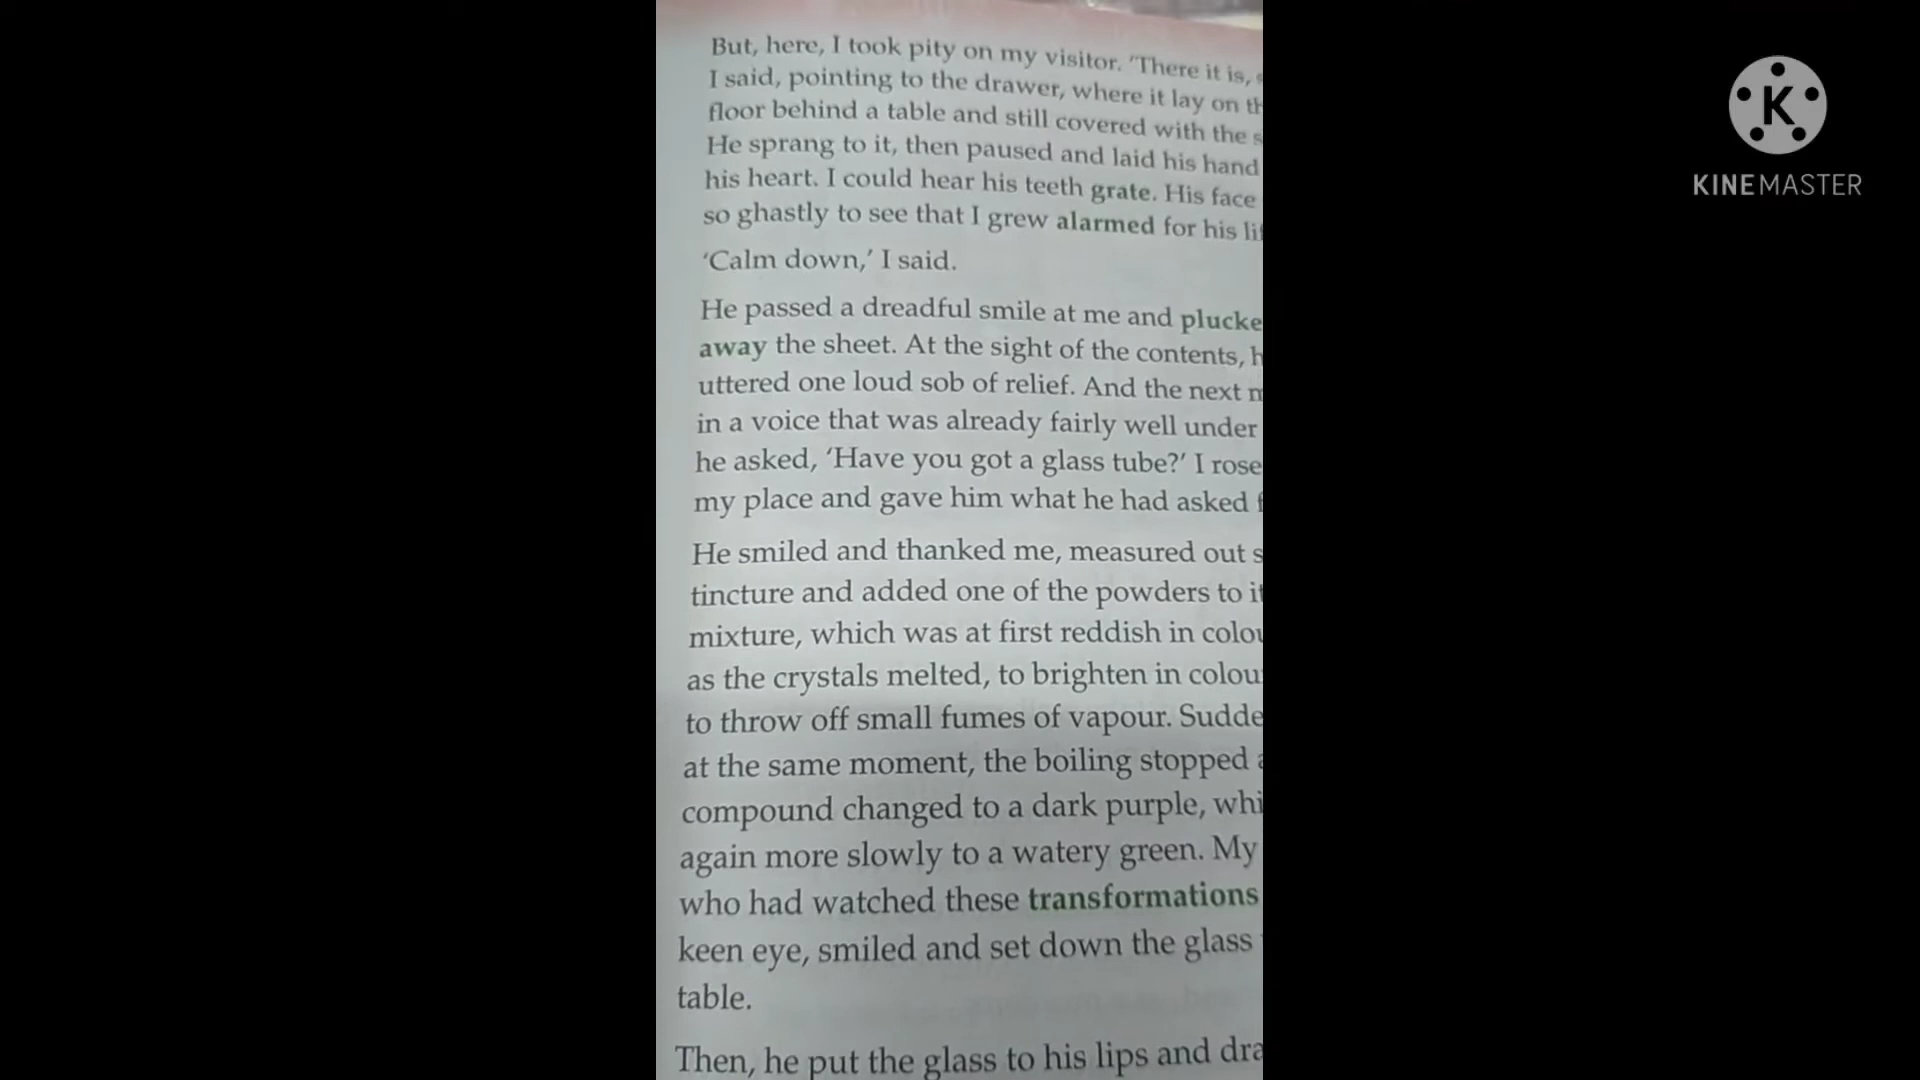 But, here, I took pity on my visitor. 'There it is,
I said, pointing to the drawer, where it lay on
floor behind a table and still covered with the
He sprang to it, then paused and laid his hand
his heart. I could hear his teeth grate. His face
so ghastly to see that I grew alarmed for his
'Calm down,' I said.
He passed a dreadful smile at me and plucke
away the sheet. At the sight of the contents,
uttered one loud sob of relief. And the next
in a voice that was already fairly well under
he asked, 'Have you got a glass tube?' I rose
my place and gave him what he had asked
He smiled and thanked me, measured out
tincture and added one of the powders to
mixture, which was at first reddish in colou
as the crystals melted, to brighten in colou
to throw off small fumes of vapour. Sudde
at the same moment, the boiling stopped
compound changed to a dark purple, whi
again more slowly to a watery green. My
who had watched these transformations
keen eye, smiled and set down the glass
table.
Then, he put the glass to his lips and dra
K
KINEMASTER